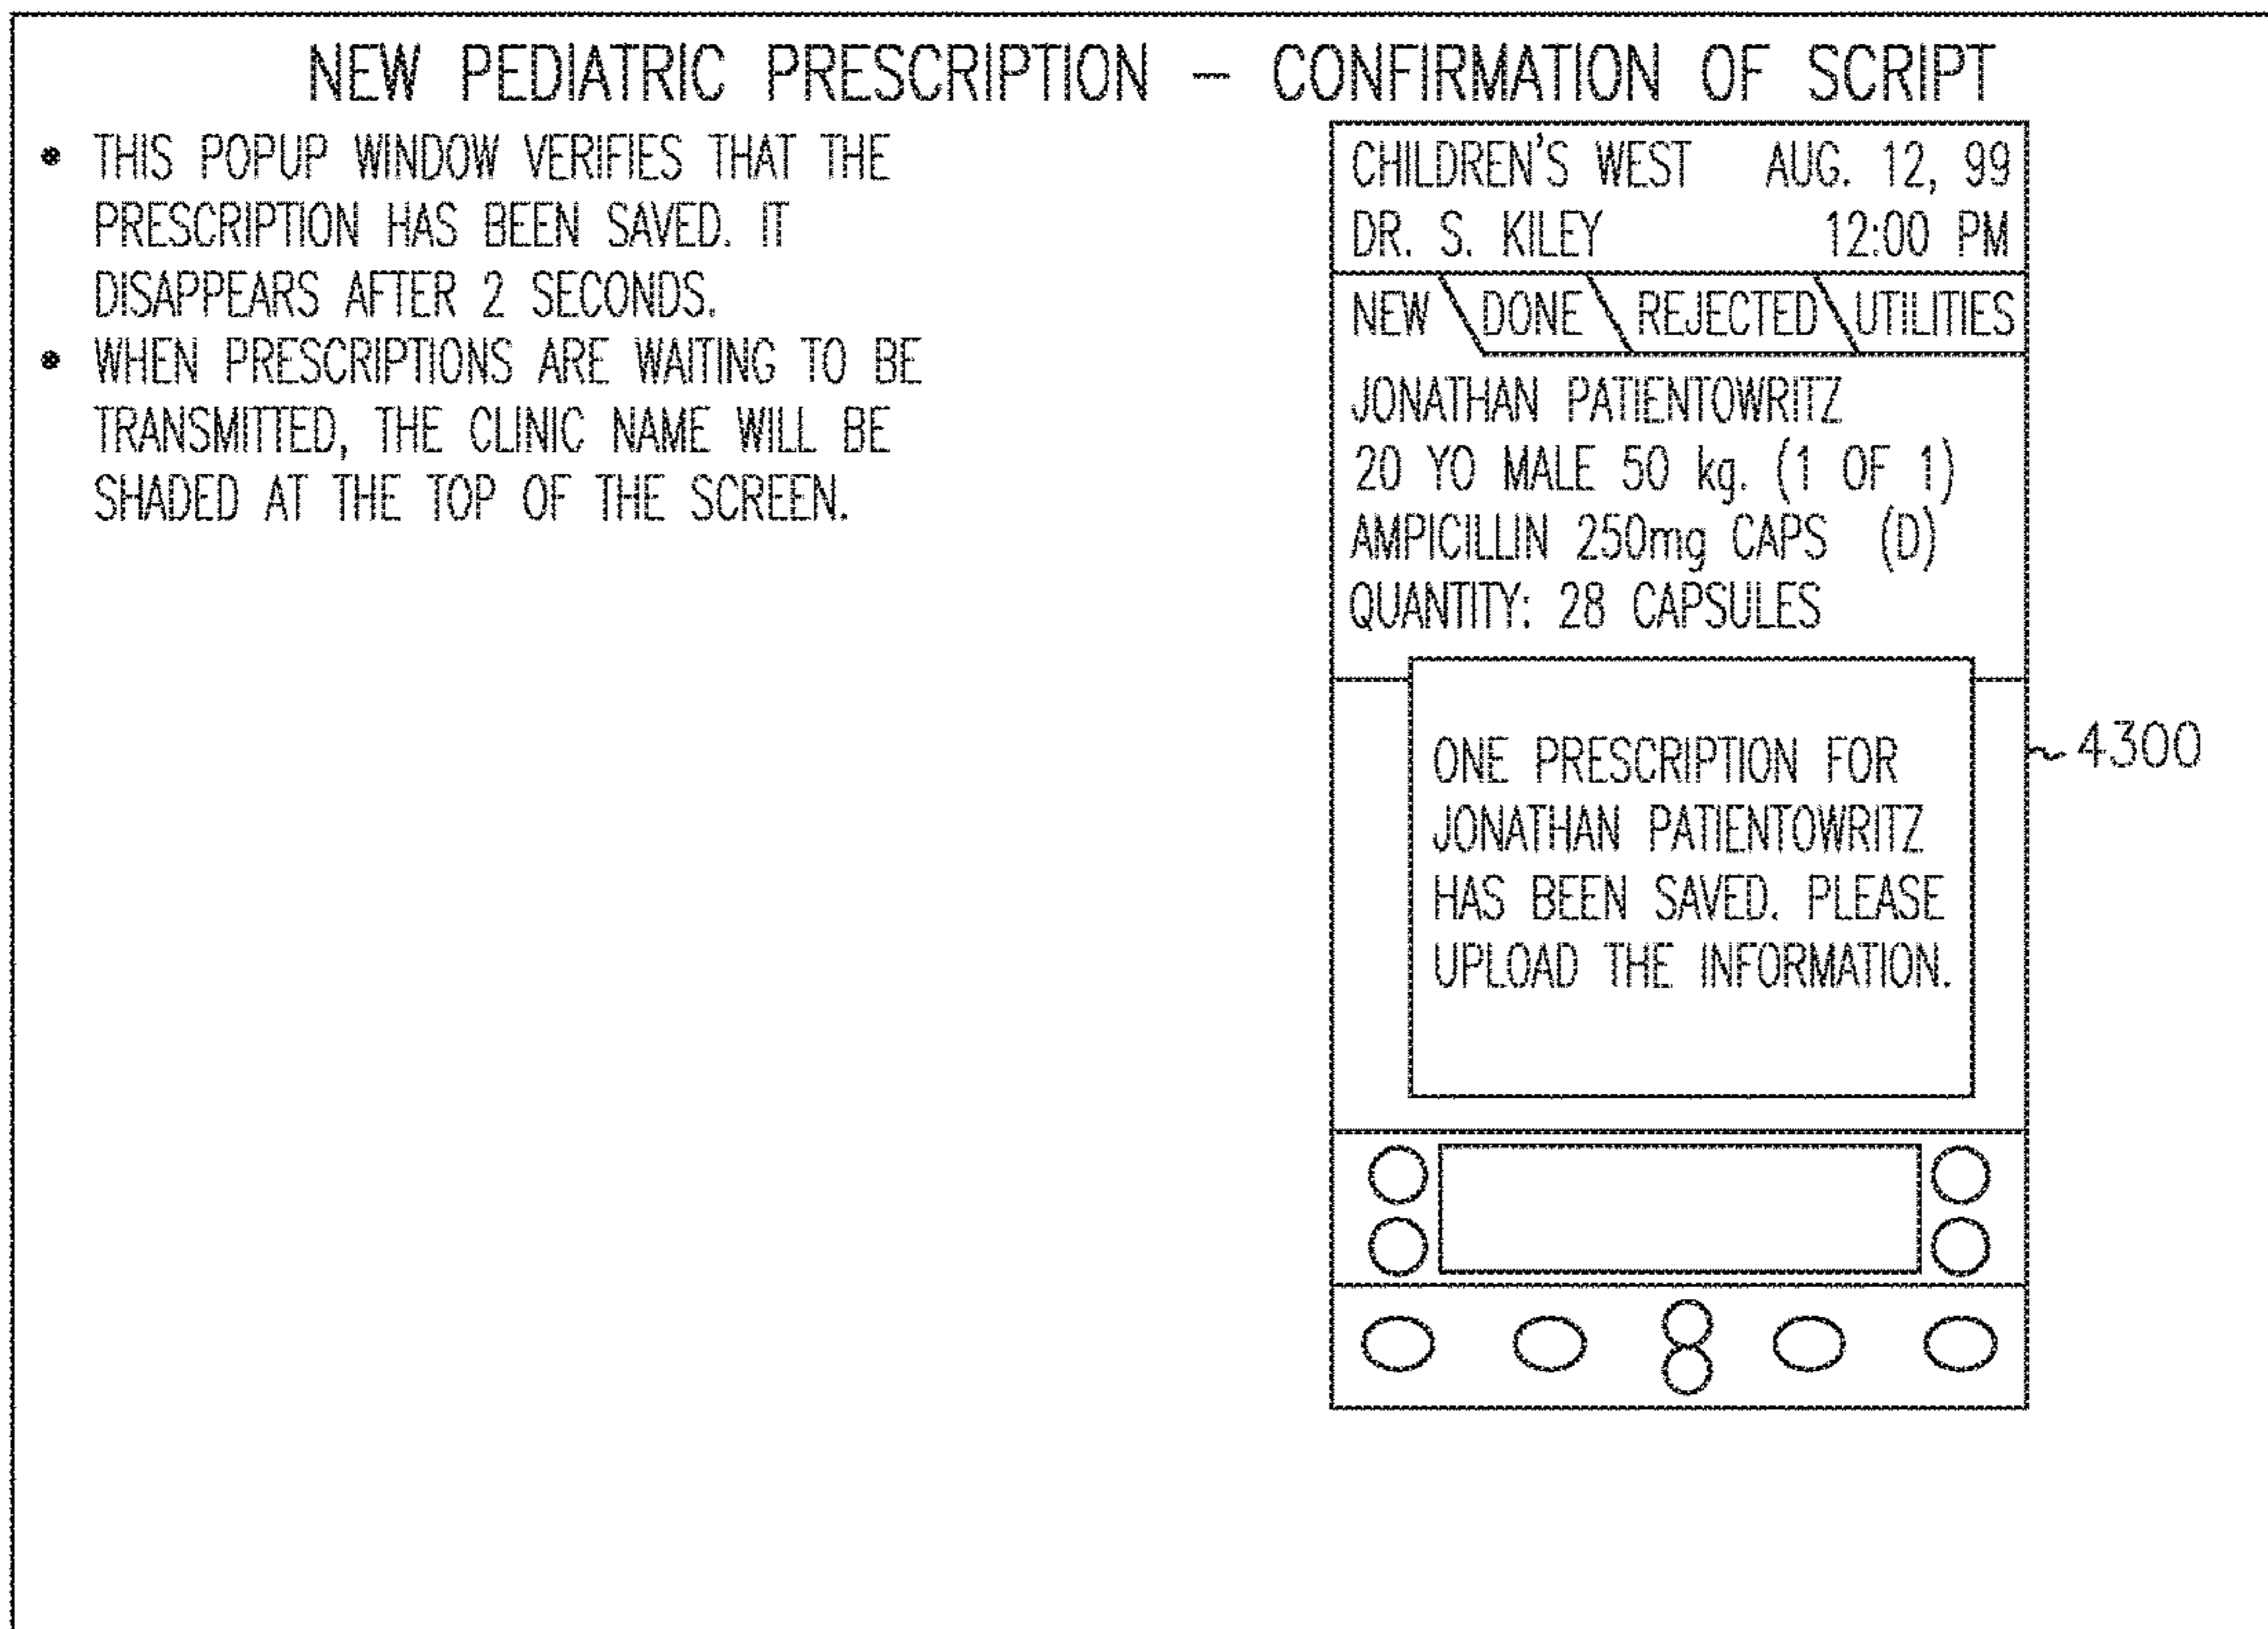 NEW PEDIATRIC PRESCRIPTION – CONFIRMATION OF SCRIPT
• THIS POPUP WINDOW VERIFIES THAT THE
PRESCRIPTION HAS BEEN SAVED. IT
DISAPPEARS AFTER 2 SECONDS.
• WHEN PRESCRIPTIONS ARE WAITING TO BE
TRANSMITTED, THE CLINIC NAME WILL BE
SHADED AT THE TOP OF THE SCREEN.
CHILDREN'S WEST AUG. 12, 99
DR. S. KILEY 12:00 PM
NEW DONE REJECTED UTILITIES
JONATHAN PATIENTOWRITZ
20 YO MALE 50 kg. (1 OF 1)
AMPICILLIN 250mg CAPS (D)
QUANTITY: 28 CAPSULES
ONE PRESCRIPTION FOR
JONATHAN PATIENTOWRITZ
HAS BEEN SAVED. PLEASE
UPLOAD THE INFORMATION.
4300